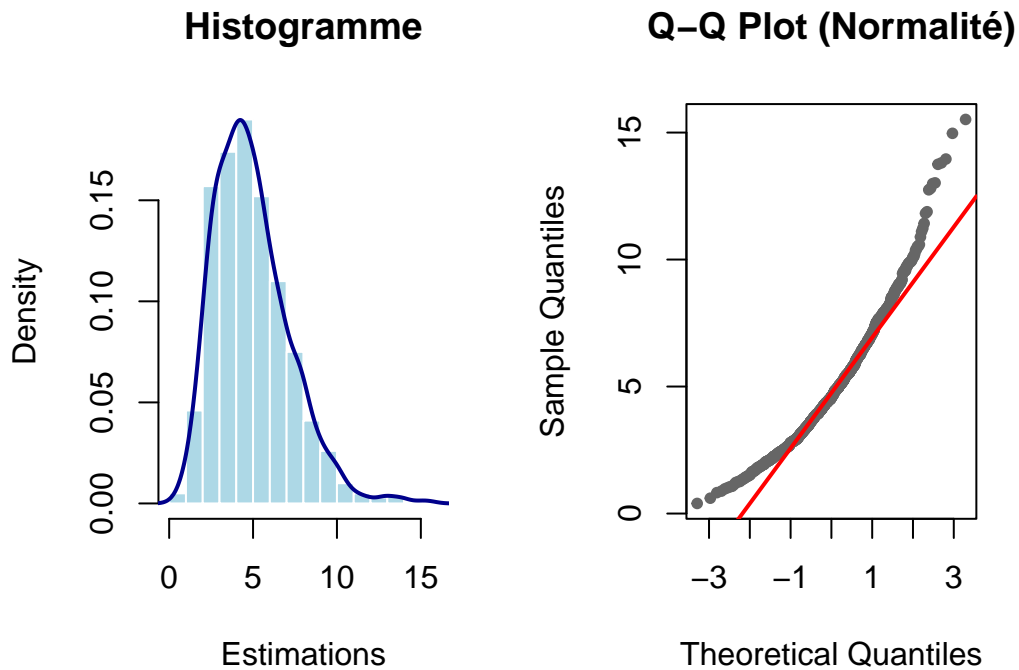 Histogramme
Density
0.00
0.05
0.10
0.15
0
5
10
15
Estimations
Q−Q Plot (Normalité)
Sample Quantiles
0
5
10
15
−3
−1
1
3
Theoretical Quantiles